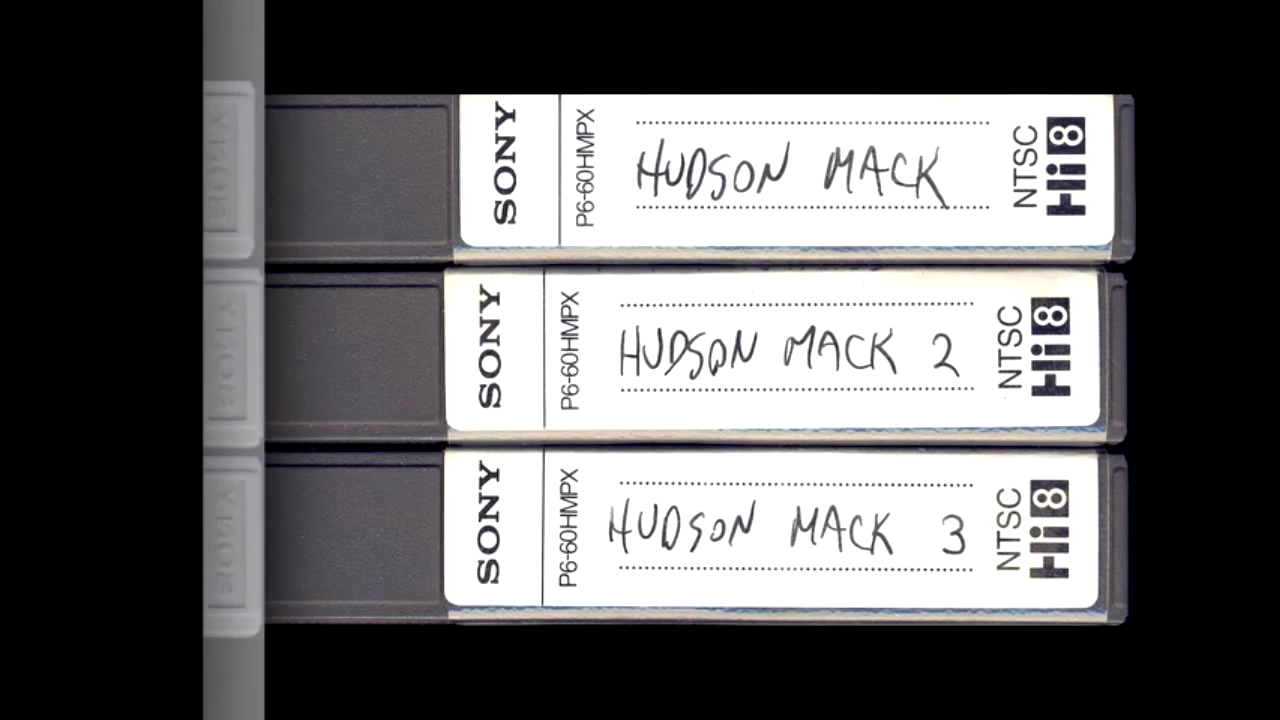 SONY
P6-60HMPX
HUDSON MACK
NTSC
Hi8
SONY
P6-60HMPX
HUDSON MACK 2
NTSC
Hi8
SONY
P6-60HMPX
HUDSON MACK 3
NTSC
Hi8